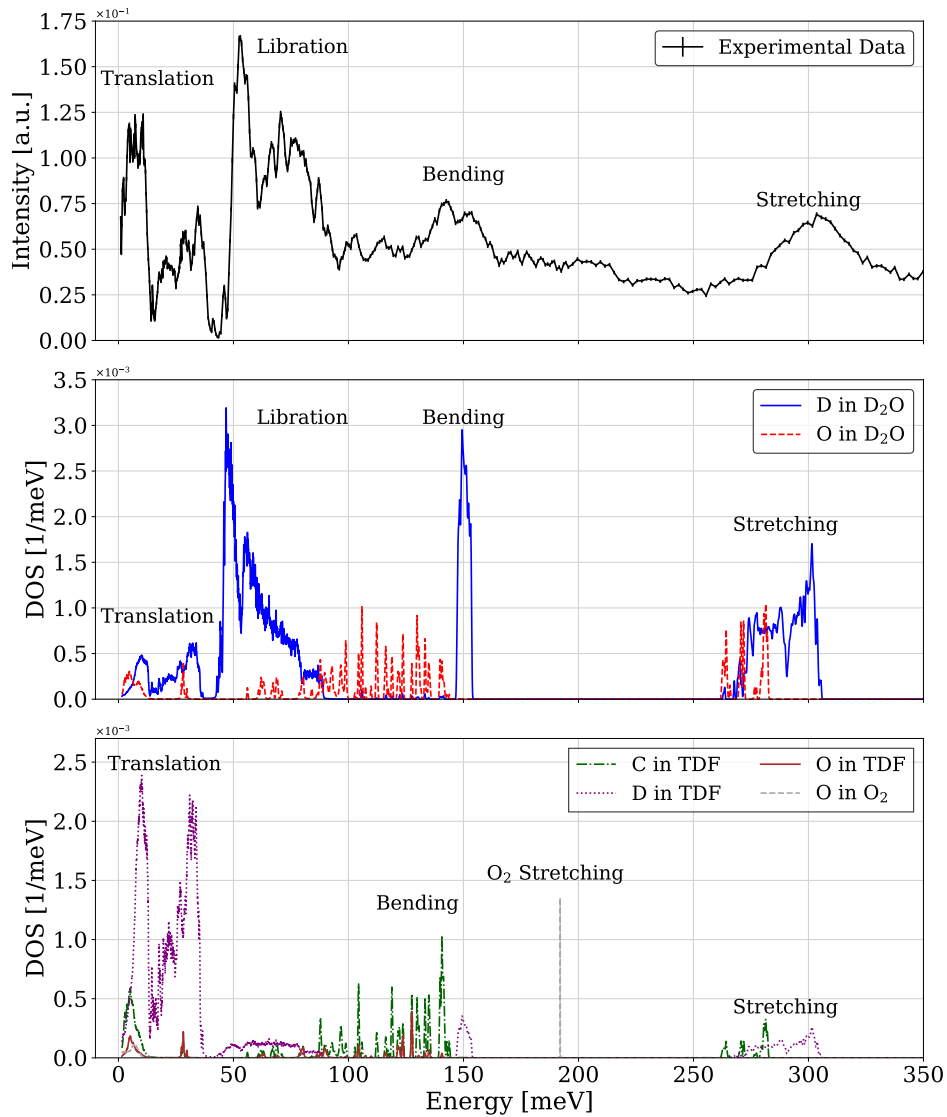 ×10⁻¹
1.75
1.50
1.25
1.00
0.75
0.50
0.25
0.00
Intensity [a.u.]
Translation
Libration
Bending
Stretching
Experimental Data
×10⁻³
3.5
3.0
2.5
2.0
1.5
1.0
0.5
0.0
DOS [1/meV]
Translation
Libration
Bending
Stretching
D in D₂O
O in D₂O
×10⁻³
2.5
2.0
1.5
1.0
0.5
0.0
DOS [1/meV]
Translation
Bending
O₂ Stretching
Stretching
C in TDF
D in TDF
O in TDF
O in O₂
0 50 100 150 200 250 300 350
Energy [meV]